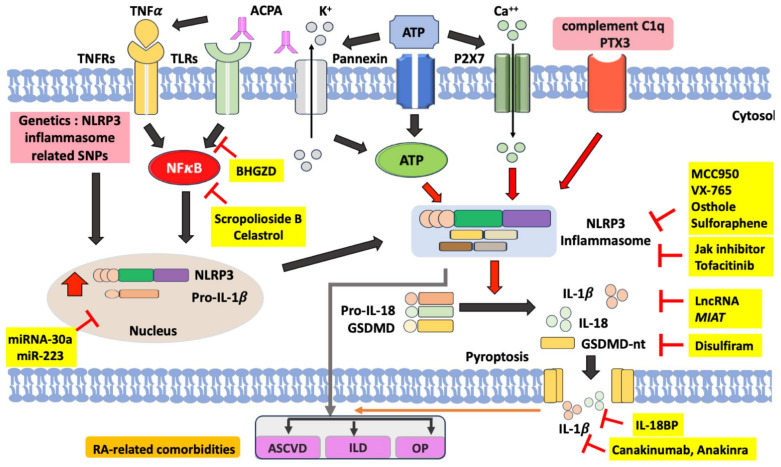 TNFα
ACPA
K⁺
ATP
Ca⁺⁺
complement C1q
PTX3
TNFRs
TLRs
Pannexin
P2X7
Cytosol
Genetics : NLRP3
inflammasome
related SNPs
NFκB
BHGZD
ATP
Scropolioside B
Celastrol
MCC950
VX-765
Osthole
Sulforaphene
NLRP3
Inflammasome
Jak inhibitor
Tofacitinib
NLRP3
Pro-IL-1β
Nucleus
miRNA-30a
miR-223
Pro-IL-18
GSDMD
IL-1β
IL-18
GSDMD-nt
LncRNA
MIAT
Disulfiram
Pyroptosis
IL-1β
IL-18BP
Canakinumab, Anakinra
RA-related comorbidities
ASCVD
ILD
OP